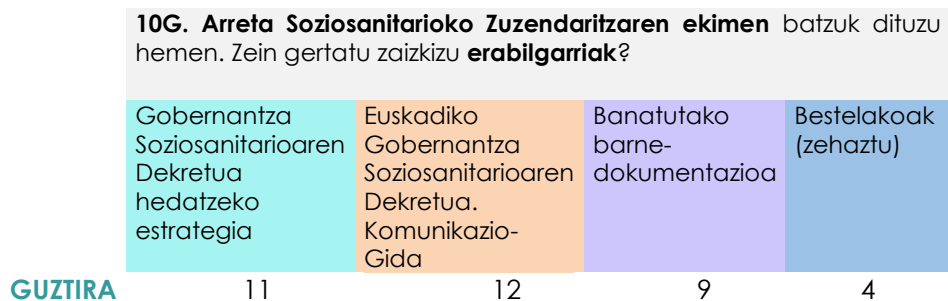 10G. Arreta Soziosanitarioko Zuzendaritzaren ekimen batzuk dituzu
hemen. Zein gertatu zaizkizu erabilgarriak?
Gobernantza
Soziosanitarioaren
Dekretua
hedatzeko
estrategia
Euskadiko
Gobernantza
Soziosanitarioaren
Dekretua.
Komunikazio-
Gida
Banatutako
barne-
dokumentazioa
Bestelakoak
(zehaztu)
GUZTIRA 11 12 9 4